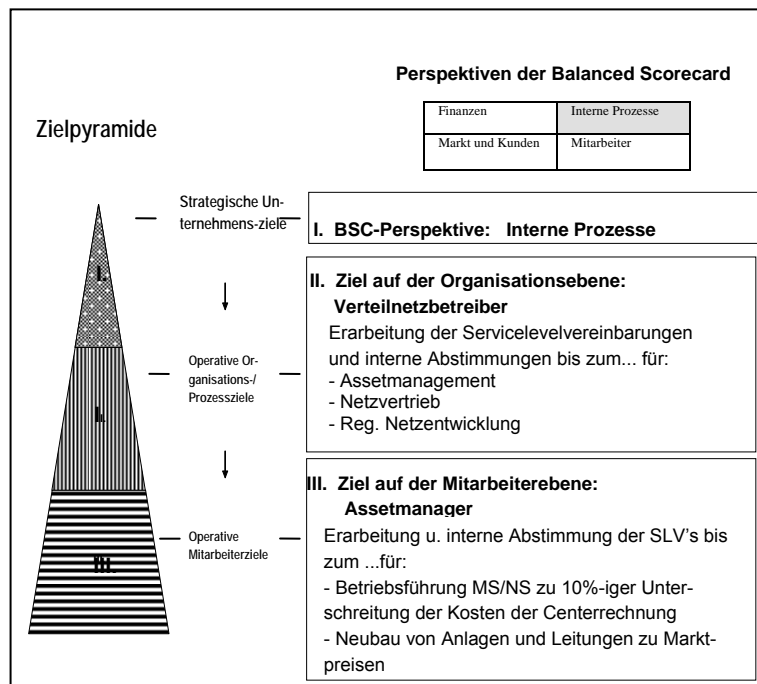 Perspektiven der Balanced Scorecard
Finanzen Interne Prozesse
Markt und Kunden Mitarbeiter
Zielpyramide
Strategische Un-
ternehmens-ziele
I. BSC-Perspektive: Interne Prozesse
I.
II. Ziel auf der Organisationsebene:
Verteilnetzbetreiber
Erarbeitung der Servicelevelvereinbarungen
und interne Abstimmungen bis zum... für:
- Assetmanagement
- Netzvertrieb
- Reg. Netzentwicklung
Operative Or-
ganisations-/
Prozessziele
II.
III. Ziel auf der Mitarbeiterebene:
Assetmanager
Erarbeitung u. interne Abstimmung der SLV's bis
zum ...für:
- Betriebsführung MS/NS zu 10%-iger Unter-
schreitung der Kosten der Centerrechnung
- Neubau von Anlagen und Leitungen zu Markt-
preisen
Operative
Mitarbeiterziele
III.